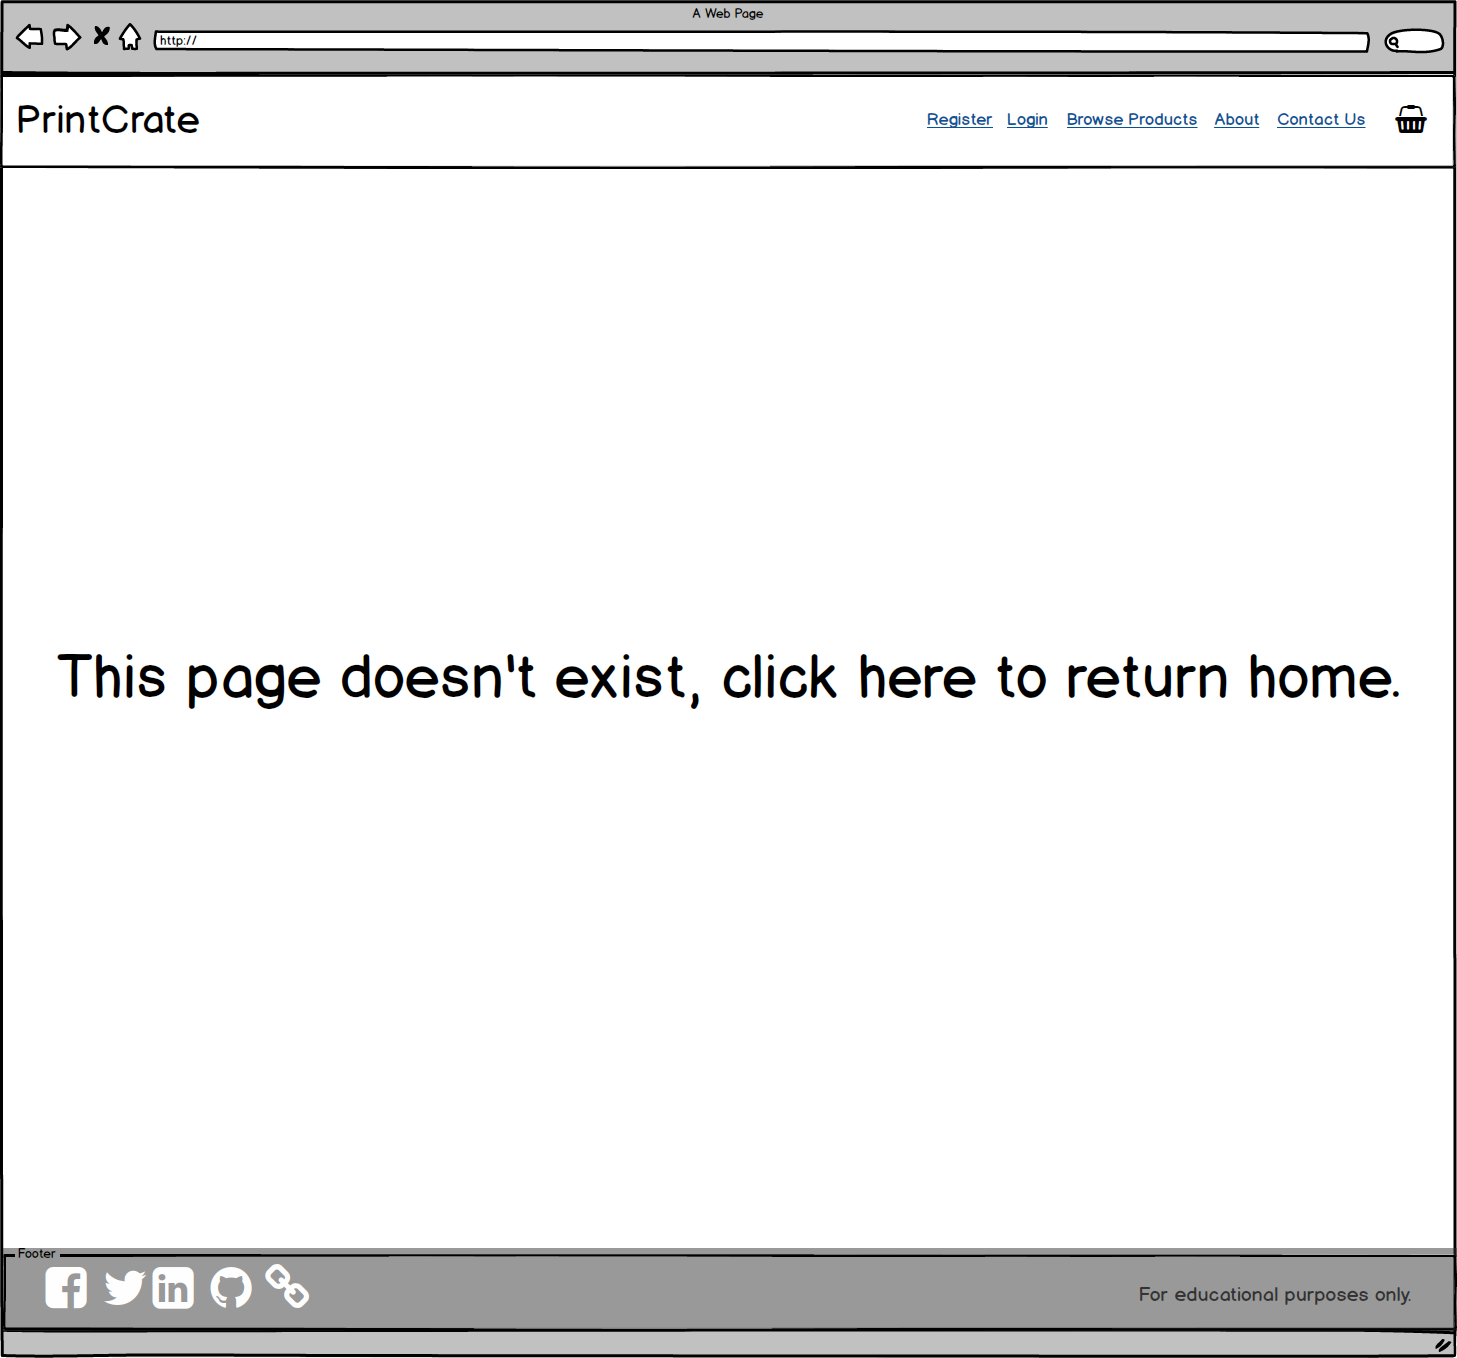 A Web Page
http://
PrintCrate
Register Login Browse Products About Contact Us
This page doesn't exist, click here to return home.
Footer
For educational purposes only.